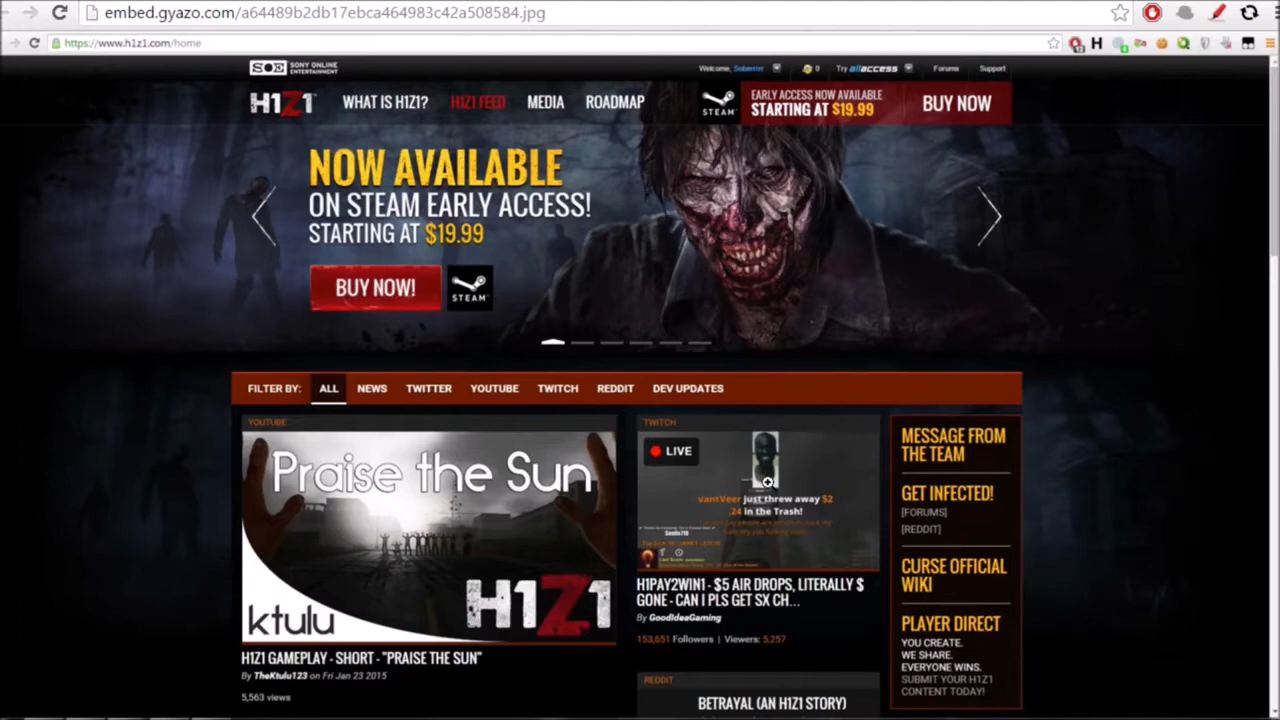 embed.gyazo.com/a64489b2db17ebca464983c42a508584.jpg
https://www.h1z1.com/home
SOE SONY ONLINE ENTERTAINMENT
Welcome, Soberror
0
Try allaccess
Forums
Support
H1Z1
WHAT IS H1Z1?
H1Z1 FEED
MEDIA
ROADMAP
STEAM
EARLY ACCESS NOW AVAILABLE
STARTING AT $19.99
BUY NOW
NOW AVAILABLE
ON STEAM EARLY ACCESS!
STARTING AT $19.99
BUY NOW!
STEAM
FILTER BY:
ALL
NEWS
TWITTER
YOUTUBE
TWITCH
REDDIT
DEV UPDATES
YOUTUBE
Praise the Sun
ktulu
H1Z1
H1Z1 GAMEPLAY - SHORT - "PRAISE THE SUN"
By TheKtulu123 on Fri Jan 23 2015
5,563 views
TWITCH
LIVE
vantVeer just threw away $2
.24 in the Trash!
H1PAY2WIN1 - $5 AIR DROPS, LITERALLY $
GONE - CAN I PLS GET SX CH...
By GoodIdeaGaming
153,651 Followers | Viewers: 5,257
REDDIT
BETRAYAL (AN H1Z1 STORY)
MESSAGE FROM
THE TEAM
GET INFECTED!
[FORUMS]
[REDDIT]
CURSE OFFICIAL
WIKI
PLAYER DIRECT
YOU CREATE.
WE SHARE.
EVERYONE WINS.
SUBMIT YOUR H1Z1
CONTENT TODAY!